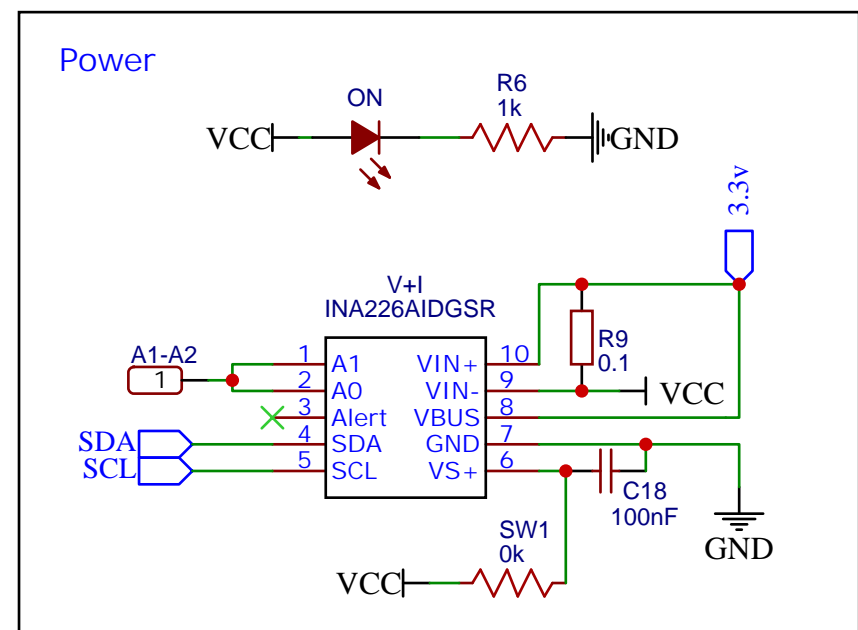 Power
ON
R6
1k
VCC
GND
3.3v
V+I
INA226AIDGSR
A1-A2
1
1 A1
2 A0
3 Alert
SDA 4 SDA
SCL 5 SCL
VIN+ 10
VIN- 9
VBUS 8
GND 7
VS+ 6
R9
0.1
VCC
C18
100nF
GND
SW1
0k
VCC